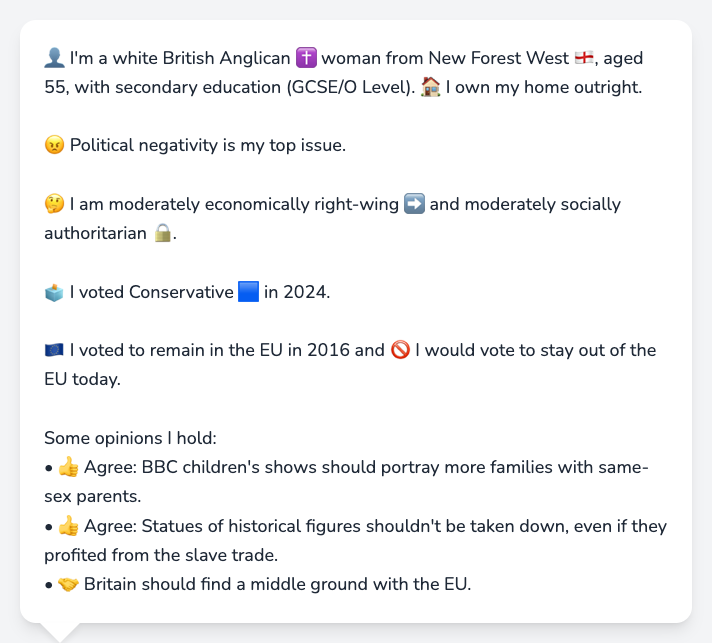 👤 I'm a white British Anglican ✝️ woman from New Forest West 🏴󠁧󠁢󠁥󠁮󠁧󠁿, aged
55, with secondary education (GCSE/O Level). 🏠 I own my home outright.
😠 Political negativity is my top issue.
🤔 I am moderately economically right-wing ➡️ and moderately socially
authoritarian 🔒.
🗳️ I voted Conservative 🟦 in 2024.
🇪🇺 I voted to remain in the EU in 2016 and 🚫 I would vote to stay out of the
EU today.
Some opinions I hold:
• 👍 Agree: BBC children's shows should portray more families with same-
sex parents.
• 👍 Agree: Statues of historical figures shouldn't be taken down, even if they
profited from the slave trade.
• 🤝 Britain should find a middle ground with the EU.